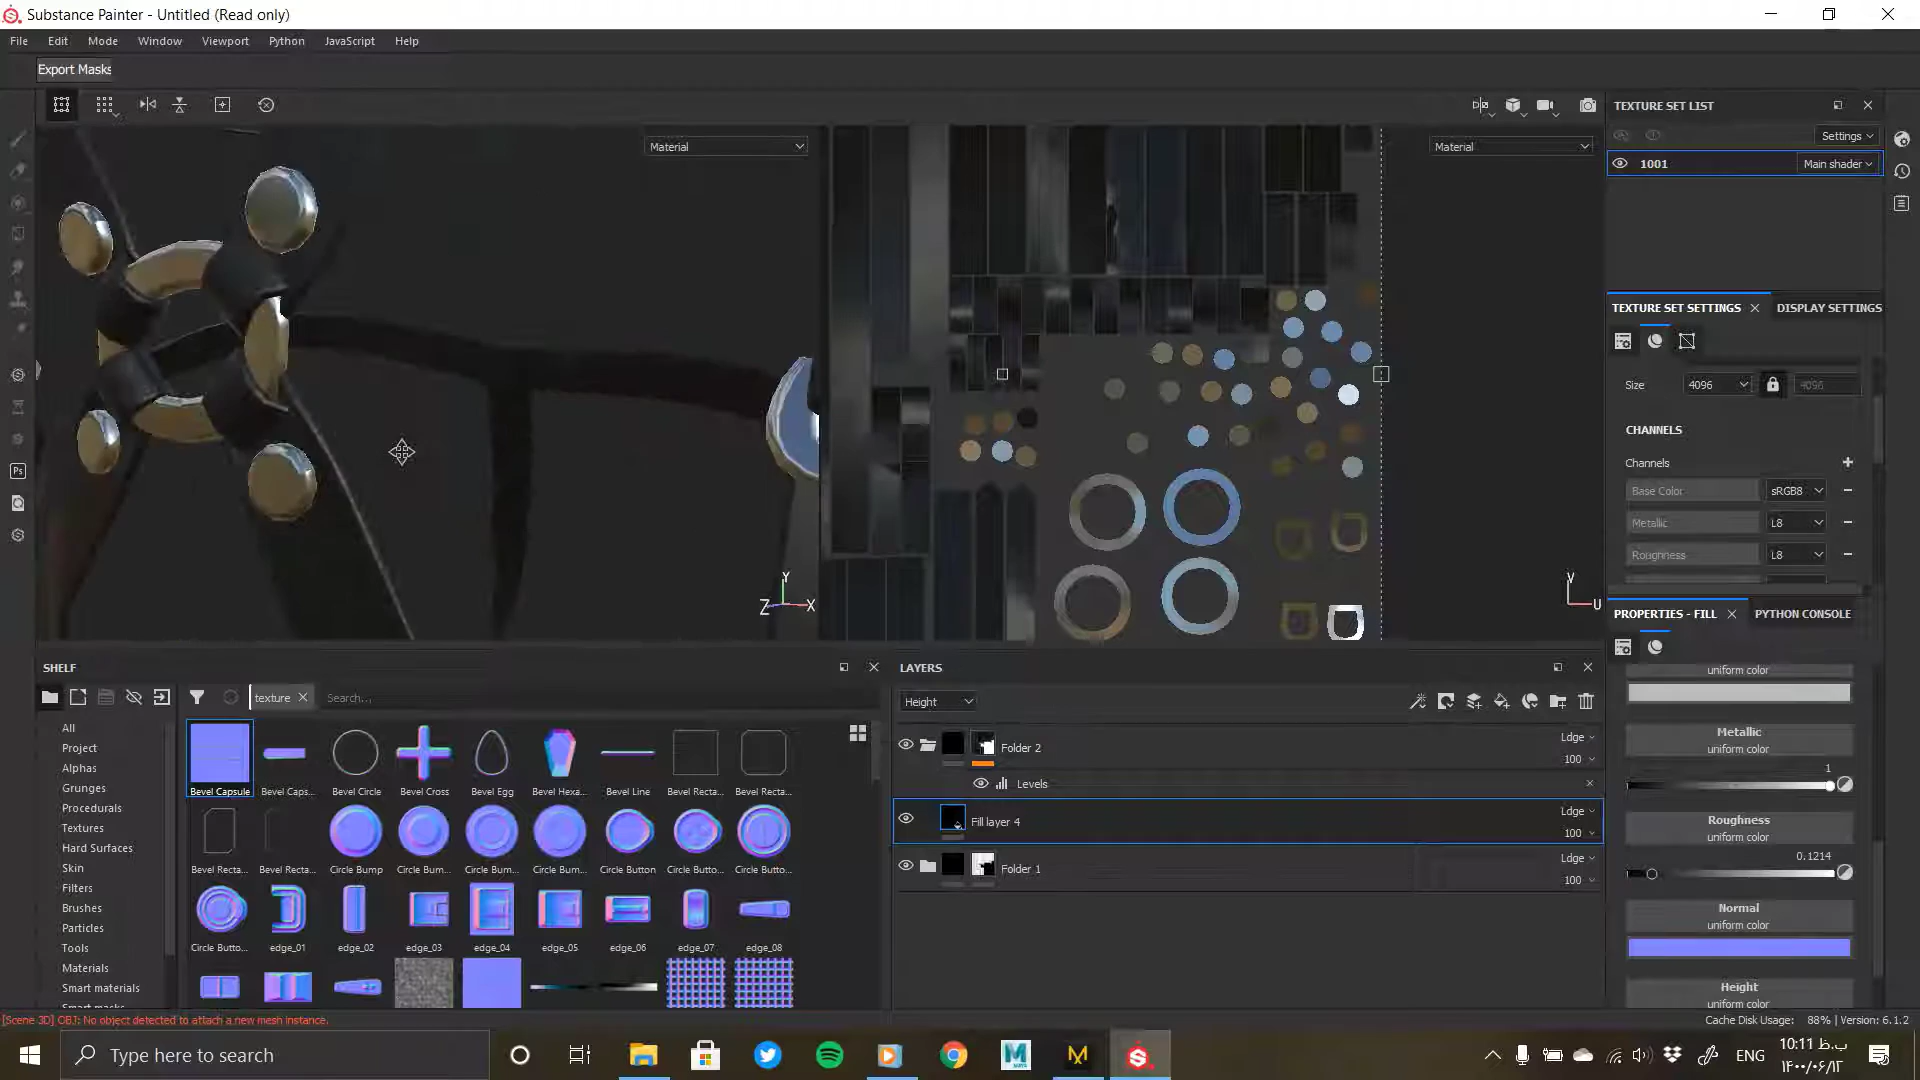 Substance Painter - Untitled (Read only)
File Edit Mode Window Viewport Python JavaScript Help
Export Masks
Material
Material
Y
Z X
V
U
TEXTURE SET LIST
Settings
1001 Main shader
TEXTURE SET SETTINGS DISPLAY SETTINGS
Size 4096 4096
CHANNELS
Channels
Base Color sRGB8
Metallic L8
Roughness L8
PROPERTIES - FILL PYTHON CONSOLE
uniform color
Metallic
uniform color
1
Roughness
uniform color
0.1214
Normal
uniform color
Height
uniform color
SHELF
texture Search...
All
Project
Alphas
Grunges
Procedurals
Textures
Hard Surfaces
Skin
Filters
Brushes
Particles
Tools
Materials
Smart materials
Smart masks
Bevel Capsule Bevel Caps... Bevel Circle Bevel Cross Bevel Egg Bevel Hexa... Bevel Line Bevel Recta... Bevel Recta...
Bevel Recta... Bevel Recta... Circle Bump Circle Bum... Circle Bum... Circle Bum... Circle Button Circle Butto... Circle Butto...
Circle Butto... edge_01 edge_02 edge_03 edge_04 edge_05 edge_06 edge_07 edge_08
LAYERS
Height
Folder 2 Ldge
100
Levels
Fill layer 4 Ldge
100
Folder 1 Ldge
100
[Scene 3D] OBJ: No object detected to attach a new mesh instance.
Cache Disk Usage: 88% | Version: 6.1.2
Type here to search
Ps
ENG
10:11 ب.ظ
۱۴۰۰/۰۶/۱۲